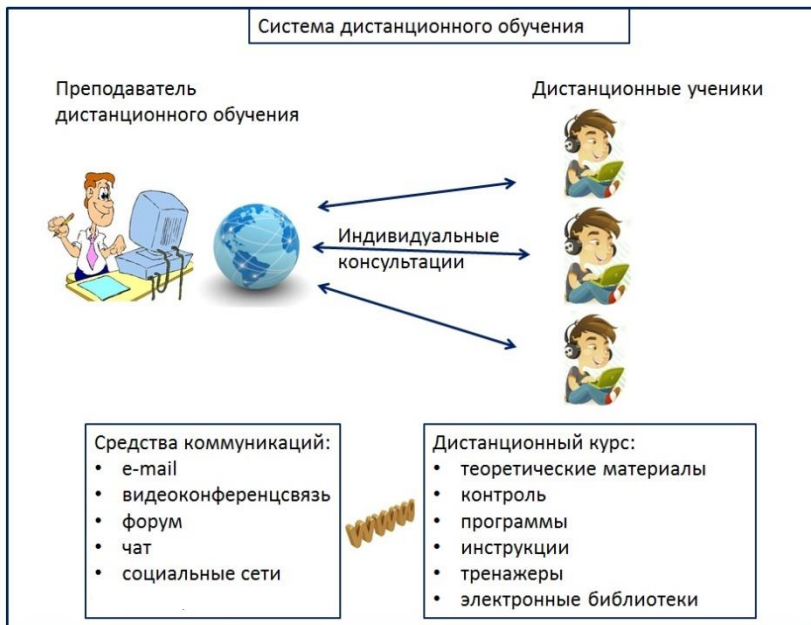 Система дистанционного обучения
Преподаватель
дистанционного обучения
Дистанционные ученики
Индивидуальные
консультации
Средства коммуникаций:
• e-mail
• видеоконференцсвязь
• форум
• чат
• социальные сети
www
Дистанционный курс:
• теоретические материалы
• контроль
• программы
• инструкции
• тренажеры
• электронные библиотеки